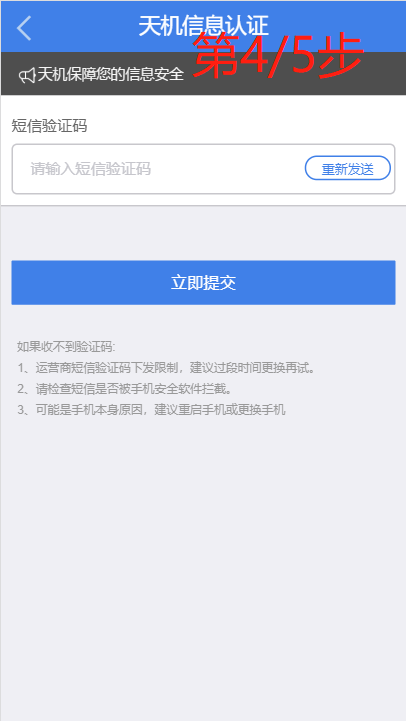 天机信息认证
第4/5步
天机保障您的信息安全
短信验证码
请输入短信验证码
重新发送
立即提交
如果收不到验证码:
1、运营商短信验证码下发限制，建议过段时间更换再试。
2、请检查短信是否被手机安全软件拦截。
3、可能是手机本身原因，建议重启手机或更换手机